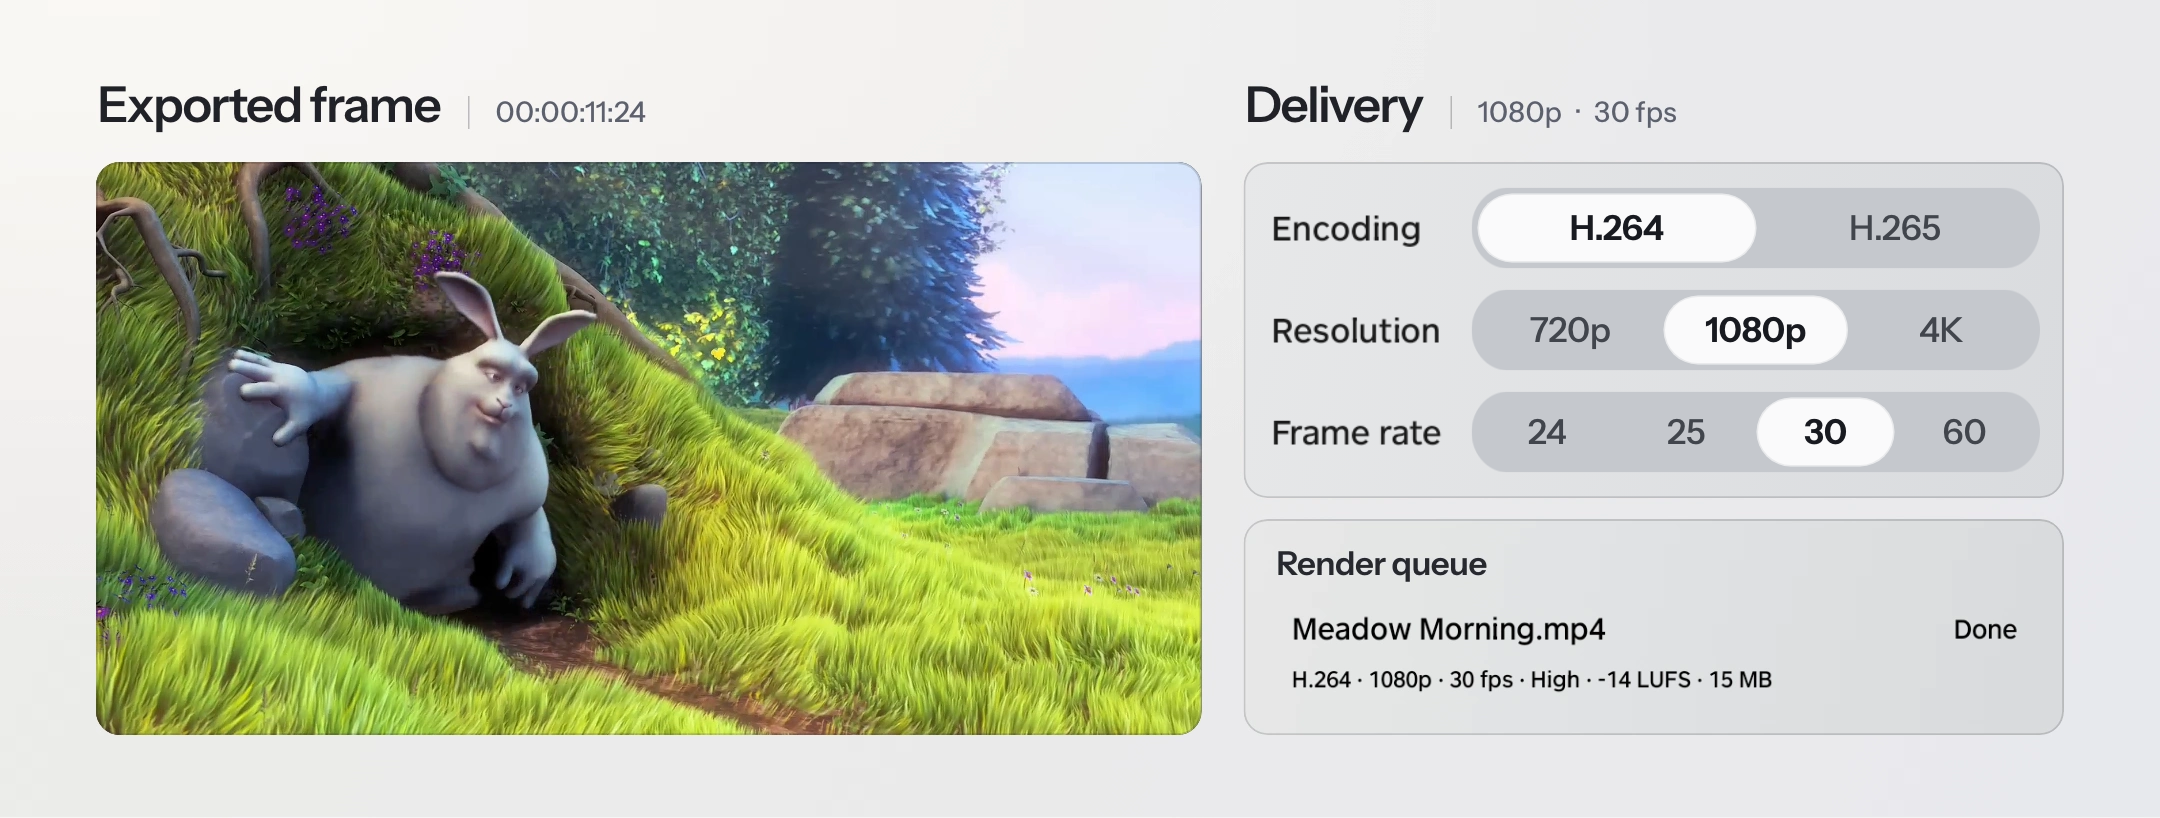 Exported frame
00:00:11:24
Delivery
1080p · 30 fps
Encoding
H.264 H.265
Resolution
720p 1080p 4K
Frame rate
24 25 30 60
Render queue
Meadow Morning.mp4 Done
H.264 · 1080p · 30 fps · High · -14 LUFS · 15 MB